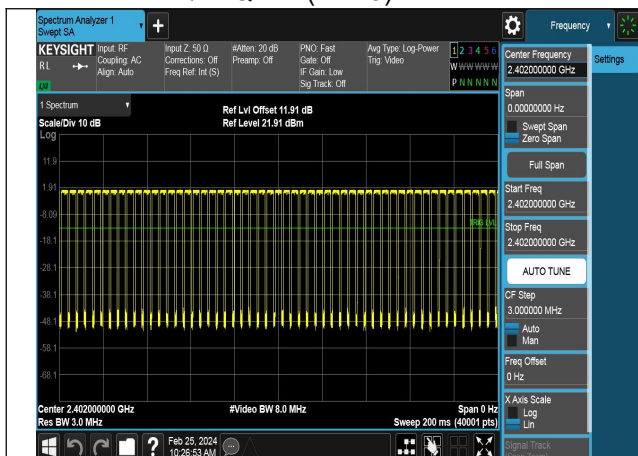 Spectrum Analyzer 1
Swept SA
+
Frequency
KEYSIGHT
RL
Input: RF
Coupling: AC
Align: Auto
Input Z: 50 Ω
Corrections: Off
Freq Ref: Int (S)
#Atten: 20 dB
Preamp: Off
PNO: Fast
Gate: Off
IF Gain: Low
Sig Track: Off
Avg Type: Log-Power
Trig: Video
1 2 3 4 5 6
W W W W W W
P N N N N N
Center Frequency
2.402000000 GHz
Settings
Span
0.00000000 Hz
Swept Span
Zero Span
Full Span
Start Freq
2.402000000 GHz
Stop Freq
2.402000000 GHz
AUTO TUNE
CF Step
3.000000 MHz
Auto
Man
Freq Offset
0 Hz
X Axis Scale
Log
Lin
Signal Track
1 Spectrum
Scale/Div 10 dB
Log
Ref Lvl Offset 11.91 dB
Ref Level 21.91 dBm
11.9
1.91
-8.09
-18.1
-28.1
-38.1
-48.1
-58.1
-68.1
TRIG LVL
Center 2.402000000 GHz
Res BW 3.0 MHz
#Video BW 8.0 MHz
Span 0 Hz
Sweep 200 ms (40001 pts)
?
Feb 25, 2024
10:26:53 AM